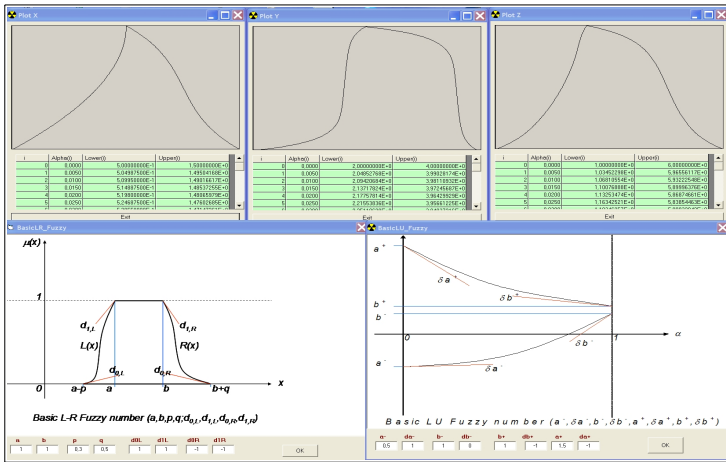 Plot X
Plot Y
Plot Z
i Alpha(i) Lower(i) Upper(i)
0 0,0000 5,00000000E-1 1,50000000E+0
1 0,0050 5,04987500E-1 1,49504168E+0
2 0,0100 5,09950000E-1 1,49016617E+0
3 0,0150 5,14887500E-1 1,48537255E+0
4 0,0200 5,19800000E-1 1,48065979E+0
5 0,0250 5,24687500E-1 1,47602685E+0
Exit
i Alpha(i) Lower(i) Upper(i)
0 0,0000 2,00000000E+0 4,00000000E+0
1 0,0050 2,04852768E+0 3,99028174E+0
2 0,0100 2,09420684E+0 3,98110932E+0
3 0,0150 2,13717824E+0 3,97245687E+0
4 0,0200 2,17757814E+0 3,96429925E+0
5 0,0250 2,21553836E+0 3,95661225E+0
Exit
i Alpha(i) Lower(i) Upper(i)
0 0,0000 1,00000000E+0 6,00000000E+0
1 0,0050 1,03452298E+0 5,96556117E+0
2 0,0100 1,06810554E+0 5,93222548E+0
3 0,0150 1,10076888E+0 5,89996376E+0
4 0,0200 1,13253474E+0 5,86874661E+0
5 0,0250 1,16342521E+0 5,83854463E+0
Exit
BasicLR_Fuzzy
μ(x)
1
d1,L
d1,R
L(x)
R(x)
d0,L
d0,R
0 a-p a b b+q x
Basic L-R Fuzzy number (a,b,p,q;d0,L,d1,L,d0,R,d1,R)
a b p q d0L d1L d0R d1R
1 1 0,3 0,5 1 1 -1 -1
OK
BasicLU_Fuzzy
a+
δa+
δb+
b+
b-
0 1 α
δb-
a-
δa-
Basic LU Fuzzy number (a-,δa-,b-,δb-,a+,δa+,b+,δb+)
a- da- b- db- b+ db+ a+ da+
0,5 1 1 0 1 -1 1,5 -1
OK